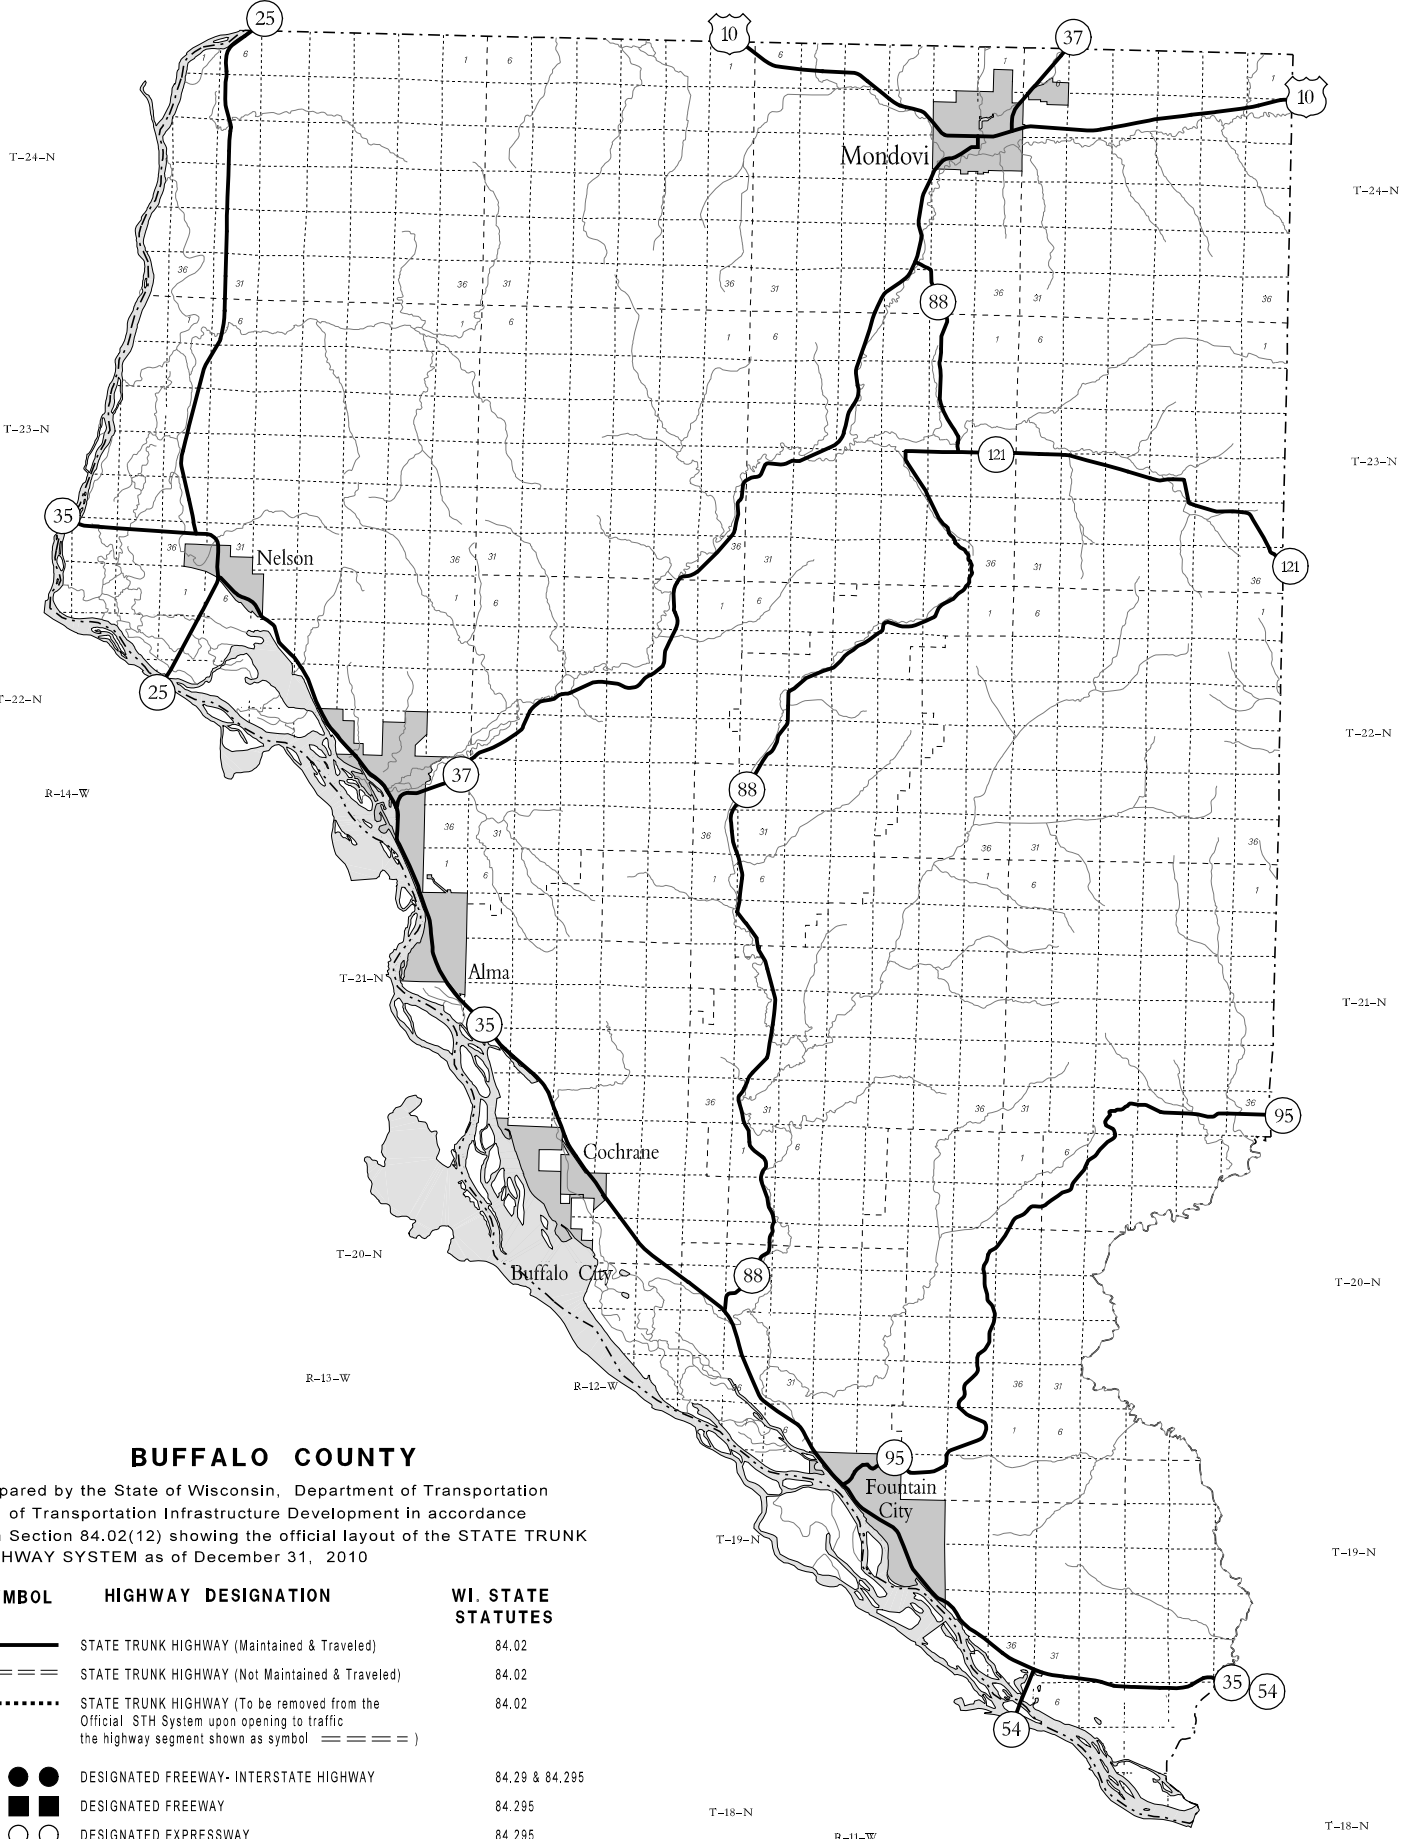 25
10
37
10
T-24-N
Mondovi
T-24-N
88
T-23-N
121
T-23-N
35
Nelson
121
25
T-22-N
T-22-N
37
88
R-14-W
Alma
T-21-N
35
T-21-N
95
Cochrane
T-20-N
Buffalo City
88
T-20-N
R-13-W
R-12-W
95
Fountain
City
T-19-N
T-19-N
35
54
54
T-18-N
R-11-W
T-18-N
BUFFALO COUNTY
pared by the State of Wisconsin, Department of Transportation
of Transportation Infrastructure Development in accordance
Section 84.02(12) showing the official layout of the STATE TRUNK
HWAY SYSTEM as of December 31, 2010
MBOL HIGHWAY DESIGNATION WI. STATE
STATUTES
STATE TRUNK HIGHWAY (Maintained & Traveled) 84.02
STATE TRUNK HIGHWAY (Not Maintained & Traveled) 84.02
STATE TRUNK HIGHWAY (To be removed from the 84.02
Official STH System upon opening to traffic
the highway segment shown as symbol )
DESIGNATED FREEWAY- INTERSTATE HIGHWAY 84.29 & 84.295
DESIGNATED FREEWAY 84.295
DESIGNATED EXPRESSWAY 84.295